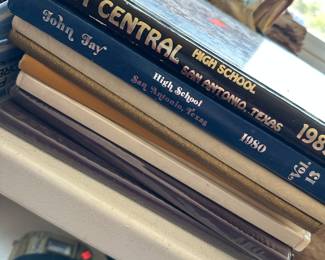 CENTRAL
HIGH SCHOOL
SAN ANTONIO, TEXAS
198
John Jay
High School
San Antonio, Texas
1980
Vol.
13